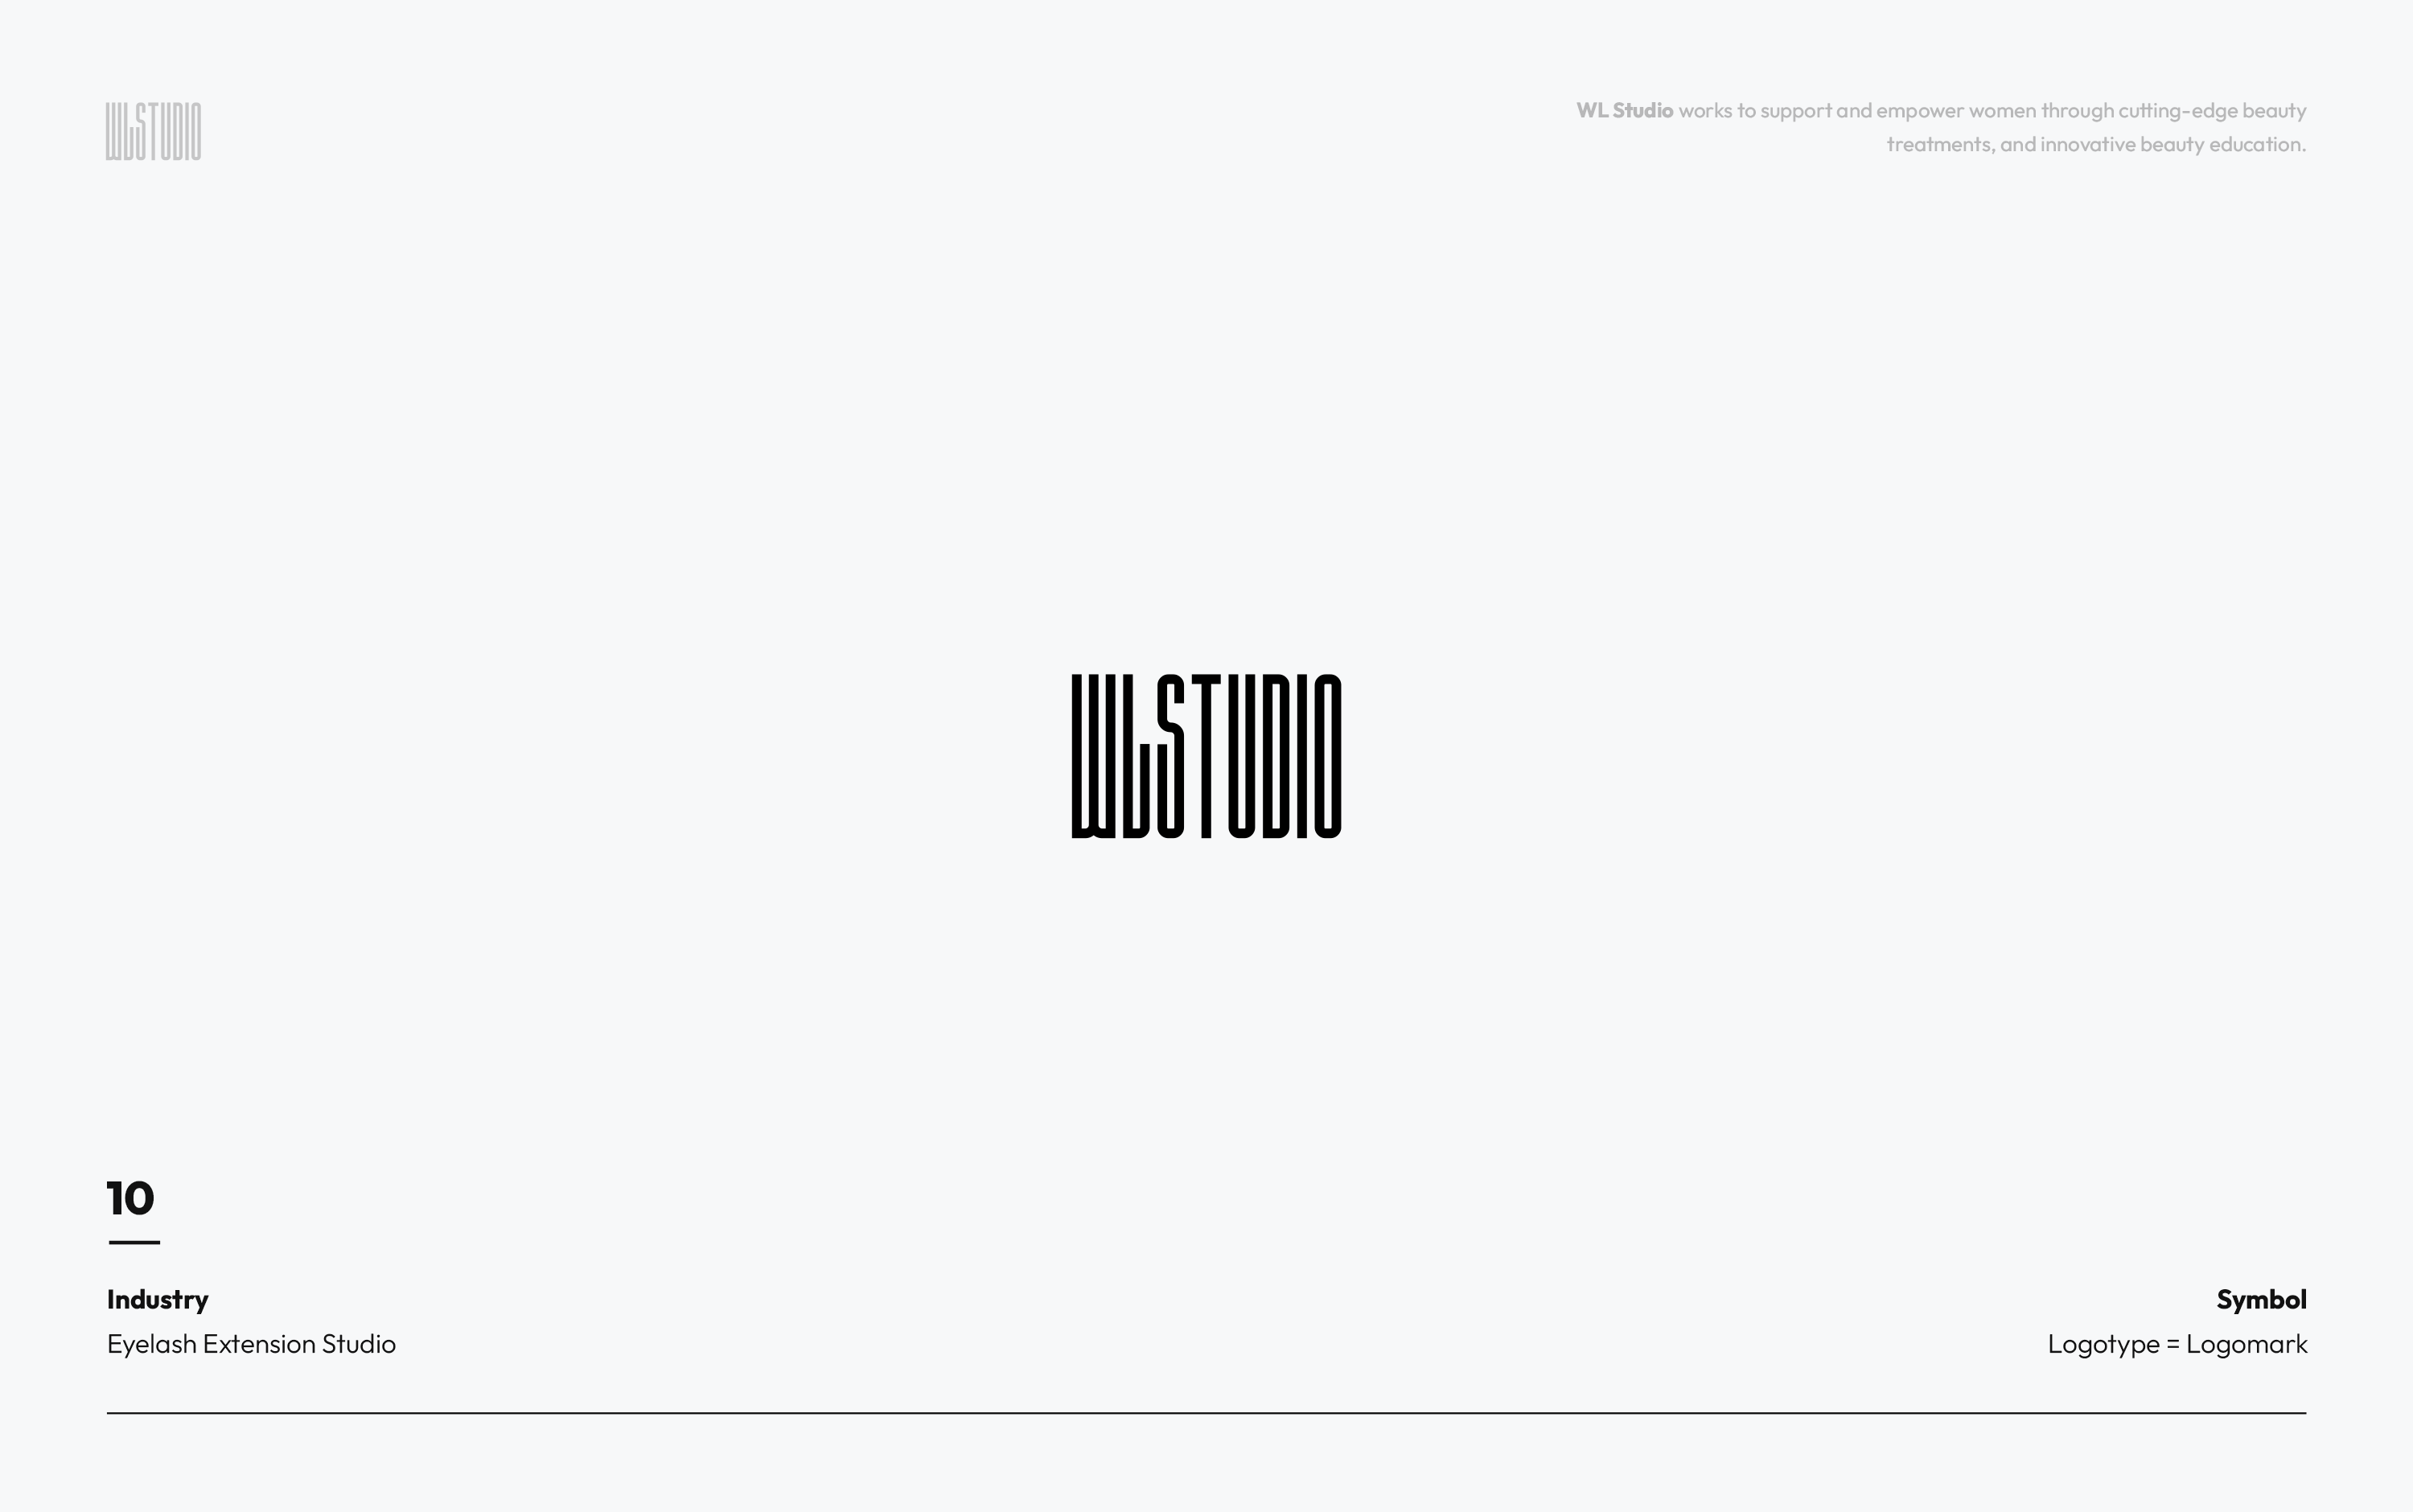 WLSTUDIO
WL Studio works to support and empower women through cutting-edge beauty
treatments, and innovative beauty education.
WLSTUDIO
10
Industry
Eyelash Extension Studio
Symbol
Logotype = Logomark